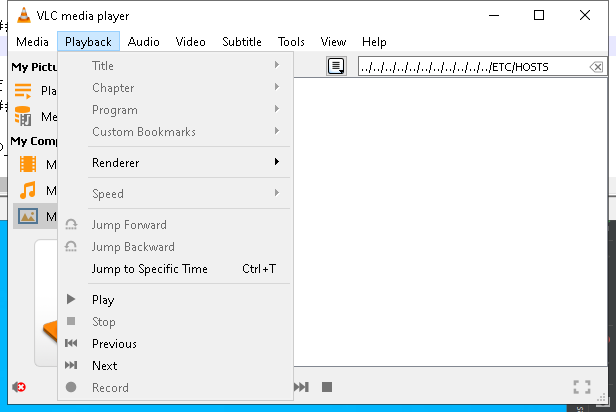 VLC media player
Media Playback Audio Video Subtitle Tools View Help
My Pictu
Title
../../../../../../../../../../../ETC/HOSTS
Pla
Chapter
Me
Program
Custom Bookmarks
My Comp
M
Renderer
M
Speed
M
Jump Forward
Jump Backward
Jump to Specific Time Ctrl+T
Play
Stop
Previous
Next
Record